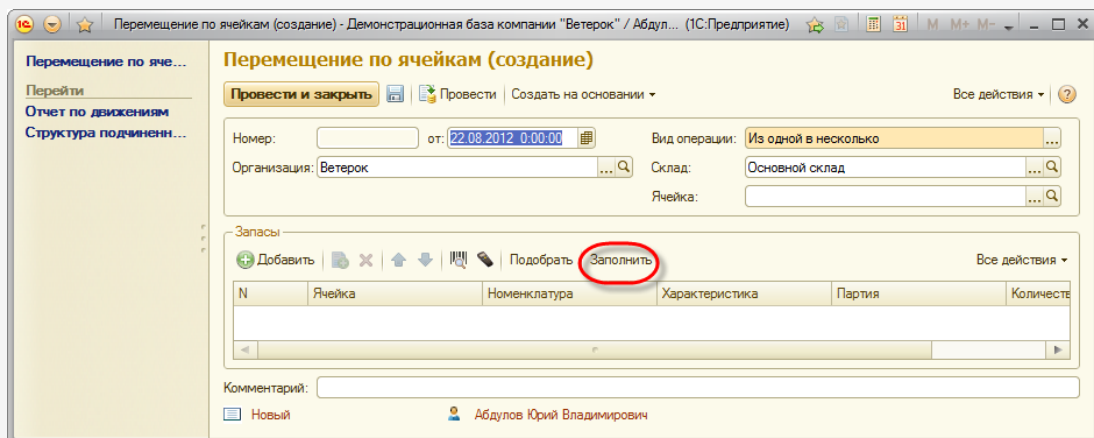 Перемещение по ячейкам (создание) - Демонстрационная база компании "Ветерок" / Абдул... (1С:Предприятие) 31 M M+ M-
Перемещение по яче...
Перейти
Отчет по движениям
Структура подчиненн...
Перемещение по ячейкам (создание)
Провести и закрыть Провести Создать на основании Все действия ?
Номер: от: 22.08.2012 0:00:00 Вид операции: Из одной в несколько ...
Организация: Ветерок ... Склад: Основной склад ...
Ячейка: ...
Запасы
Добавить Подобрать Заполнить Все действия
N Ячейка Номенклатура Характеристика Партия Количеств
Комментарий:
Новый Абдулов Юрий Владимирович